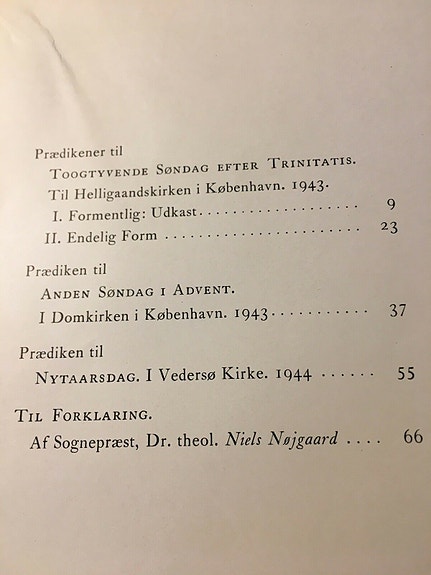 Prædikener til
Toogtyvende Søndag efter Trinitatis.
Til Helligaandskirken i København. 1943.
I. Formentlig: Udkast . . . . . . . . . . . . . . . . . . 9
II. Endelig Form . . . . . . . . . . . . . . . . . . . . . . 23
Prædiken til
Anden Søndag i Advent.
I Domkirken i København. 1943 . . . . . . . . . . 37
Prædiken til
Nytaarsdag. I Vedersø Kirke. 1944 . . . . . . 55
Til Forklaring.
Af Sognepræst, Dr. theol. Niels Nøjgaard . . . . 66